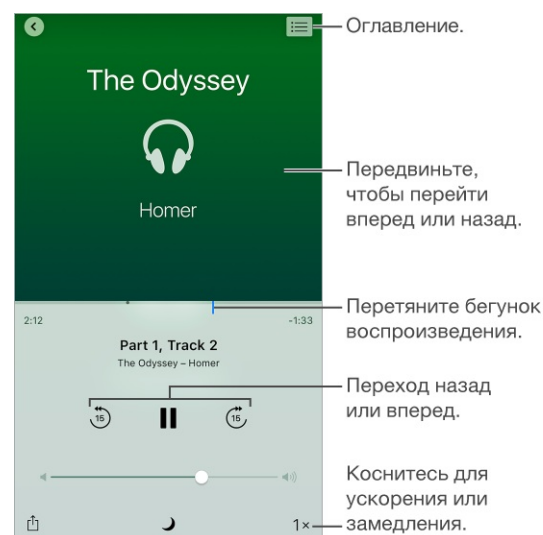 Оглавление.
The Odyssey
Homer
Передвиньте,
чтобы перейти
вперед или назад.
2:12
-1:33
Перетяните бегунок
воспроизведения.
Part 1, Track 2
The Odyssey – Homer
15
15
Переход назад
или вперед.
Коснитесь для
ускорения или
замедления.
1×